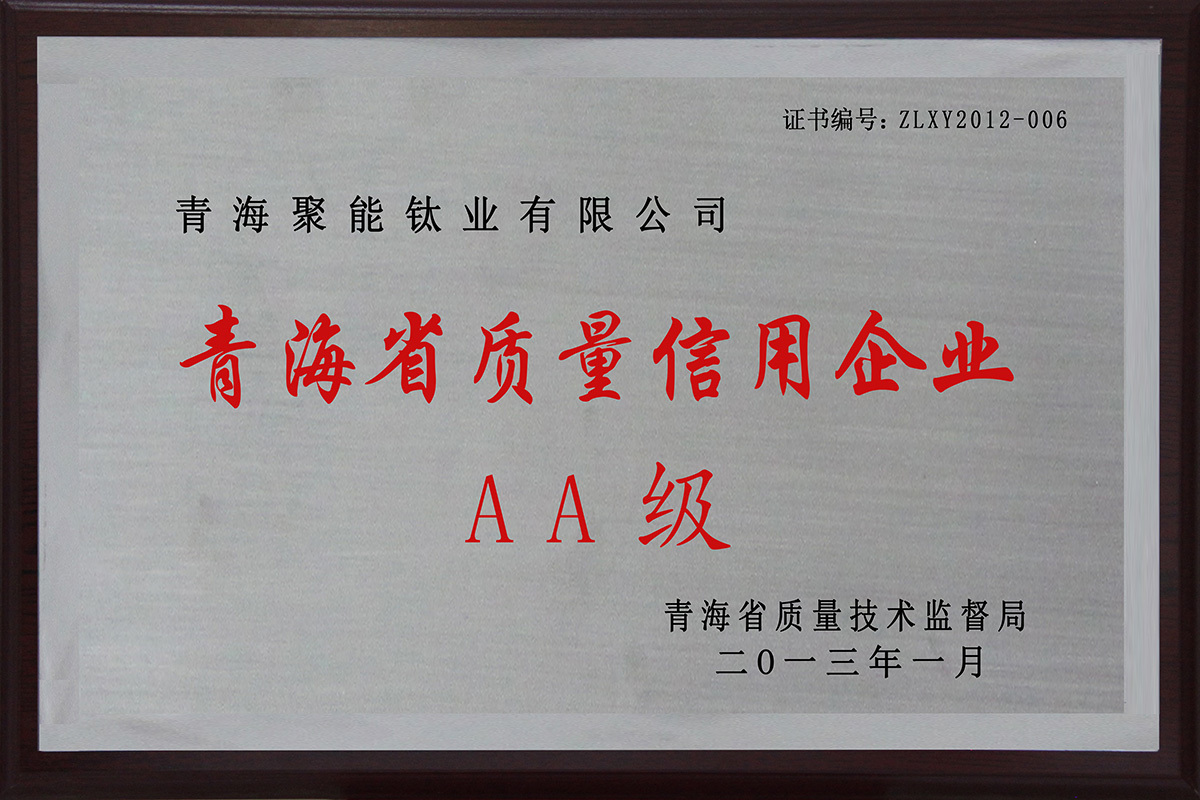 证书编号：ZLXY2012-006
青海聚能钛业有限公司
青海省质量信用企业
AA级
青海省质量技术监督局
二0一三年一月